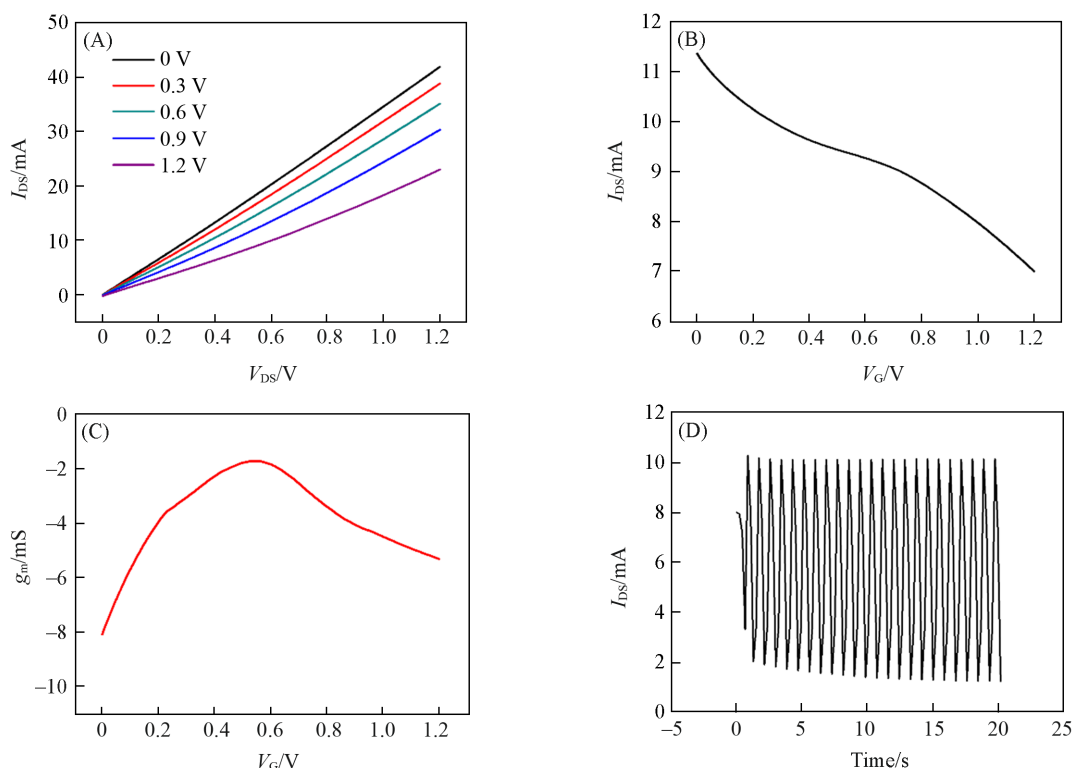 (A)
0 V
0.3 V
0.6 V
0.9 V
1.2 V
50
40
30
20
10
0
I_DS/mA
0 0.2 0.4 0.6 0.8 1.0 1.2
V_DS/V
(B)
12
11
10
9
8
7
6
I_DS/mA
0 0.2 0.4 0.6 0.8 1.0 1.2
V_G/V
(C)
0
–2
–4
–6
–8
–10
g_m/mS
0 0.2 0.4 0.6 0.8 1.0 1.2
V_G/V
(D)
12
10
8
6
4
2
0
I_DS/mA
–5 0 5 10 15 20 25
Time/s